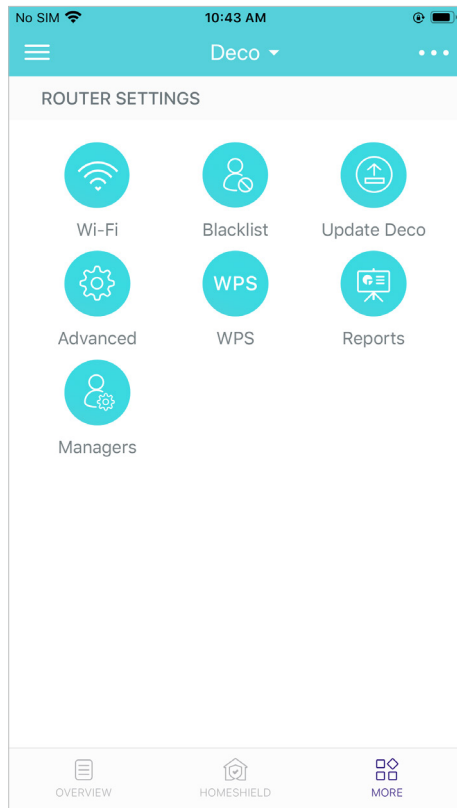 No SIM 10:43 AM
Deco
ROUTER SETTINGS
Wi-Fi Blacklist Update Deco
WPS
Advanced WPS Reports
Managers
OVERVIEW HOMESHIELD MORE